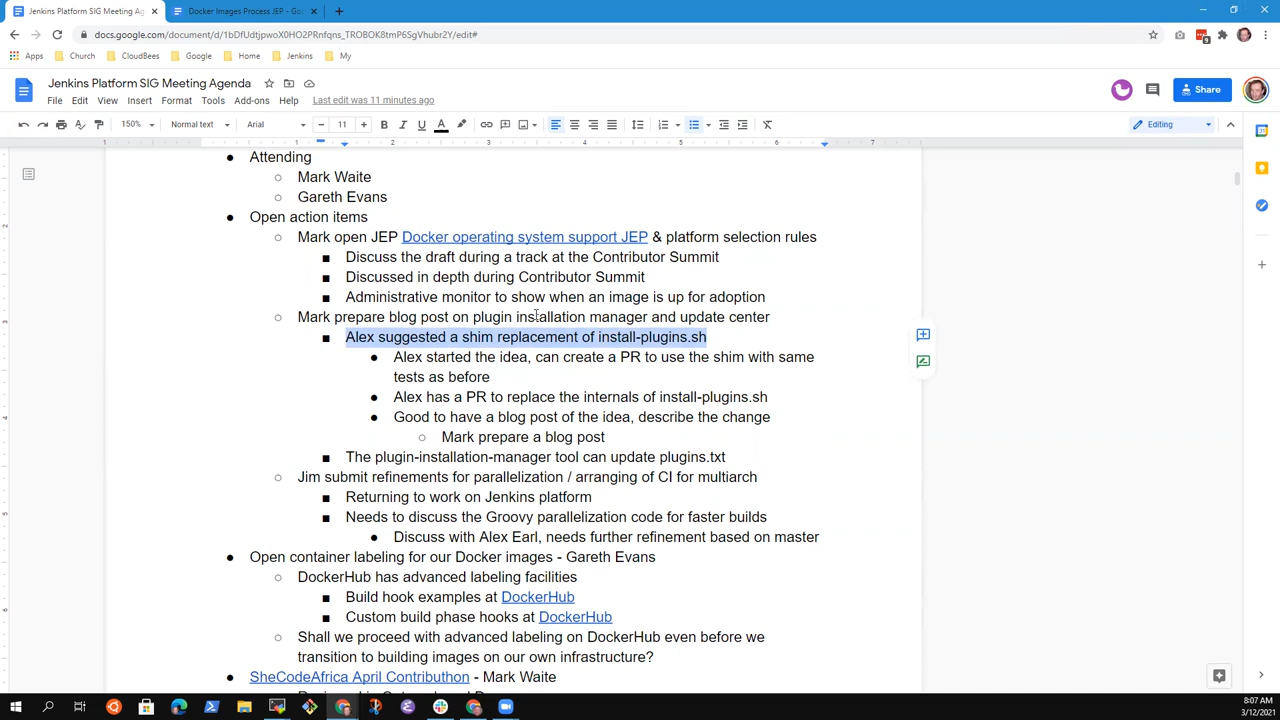 Jenkins Platform SIG Meeting Ag
Docker Images Process JEP - Goo
docs.google.com/document/d/1bDfUdtjpwoX0HO2PRnfqns_TROBOK8tmP6SgVhubr2Y/edit#
Apps Church CloudBees Google Home Jenkins My
Jenkins Platform SIG Meeting Agenda
File Edit View Insert Format Tools Add-ons Help Last edit was 11 minutes ago
Share
150% Normal text Arial 11 Editing
1 2 3 4 5 6 7
Attending
Mark Waite
Gareth Evans
Open action items
Mark open JEP Docker operating system support JEP & platform selection rules
Discuss the draft during a track at the Contributor Summit
Discussed in depth during Contributor Summit
Administrative monitor to show when an image is up for adoption
Mark prepare blog post on plugin installation manager and update center
Alex suggested a shim replacement of install-plugins.sh
Alex started the idea, can create a PR to use the shim with same
tests as before
Alex has a PR to replace the internals of install-plugins.sh
Good to have a blog post of the idea, describe the change
Mark prepare a blog post
The plugin-installation-manager tool can update plugins.txt
Jim submit refinements for parallelization / arranging of CI for multiarch
Returning to work on Jenkins platform
Needs to discuss the Groovy parallelization code for faster builds
Discuss with Alex Earl, needs further refinement based on master
Open container labeling for our Docker images - Gareth Evans
DockerHub has advanced labeling facilities
Build hook examples at DockerHub
Custom build phase hooks at DockerHub
Shall we proceed with advanced labeling on DockerHub even before we
transition to building images on our own infrastructure?
SheCodeAfrica April Contributhon - Mark Waite
8:07 AM
3/12/2021